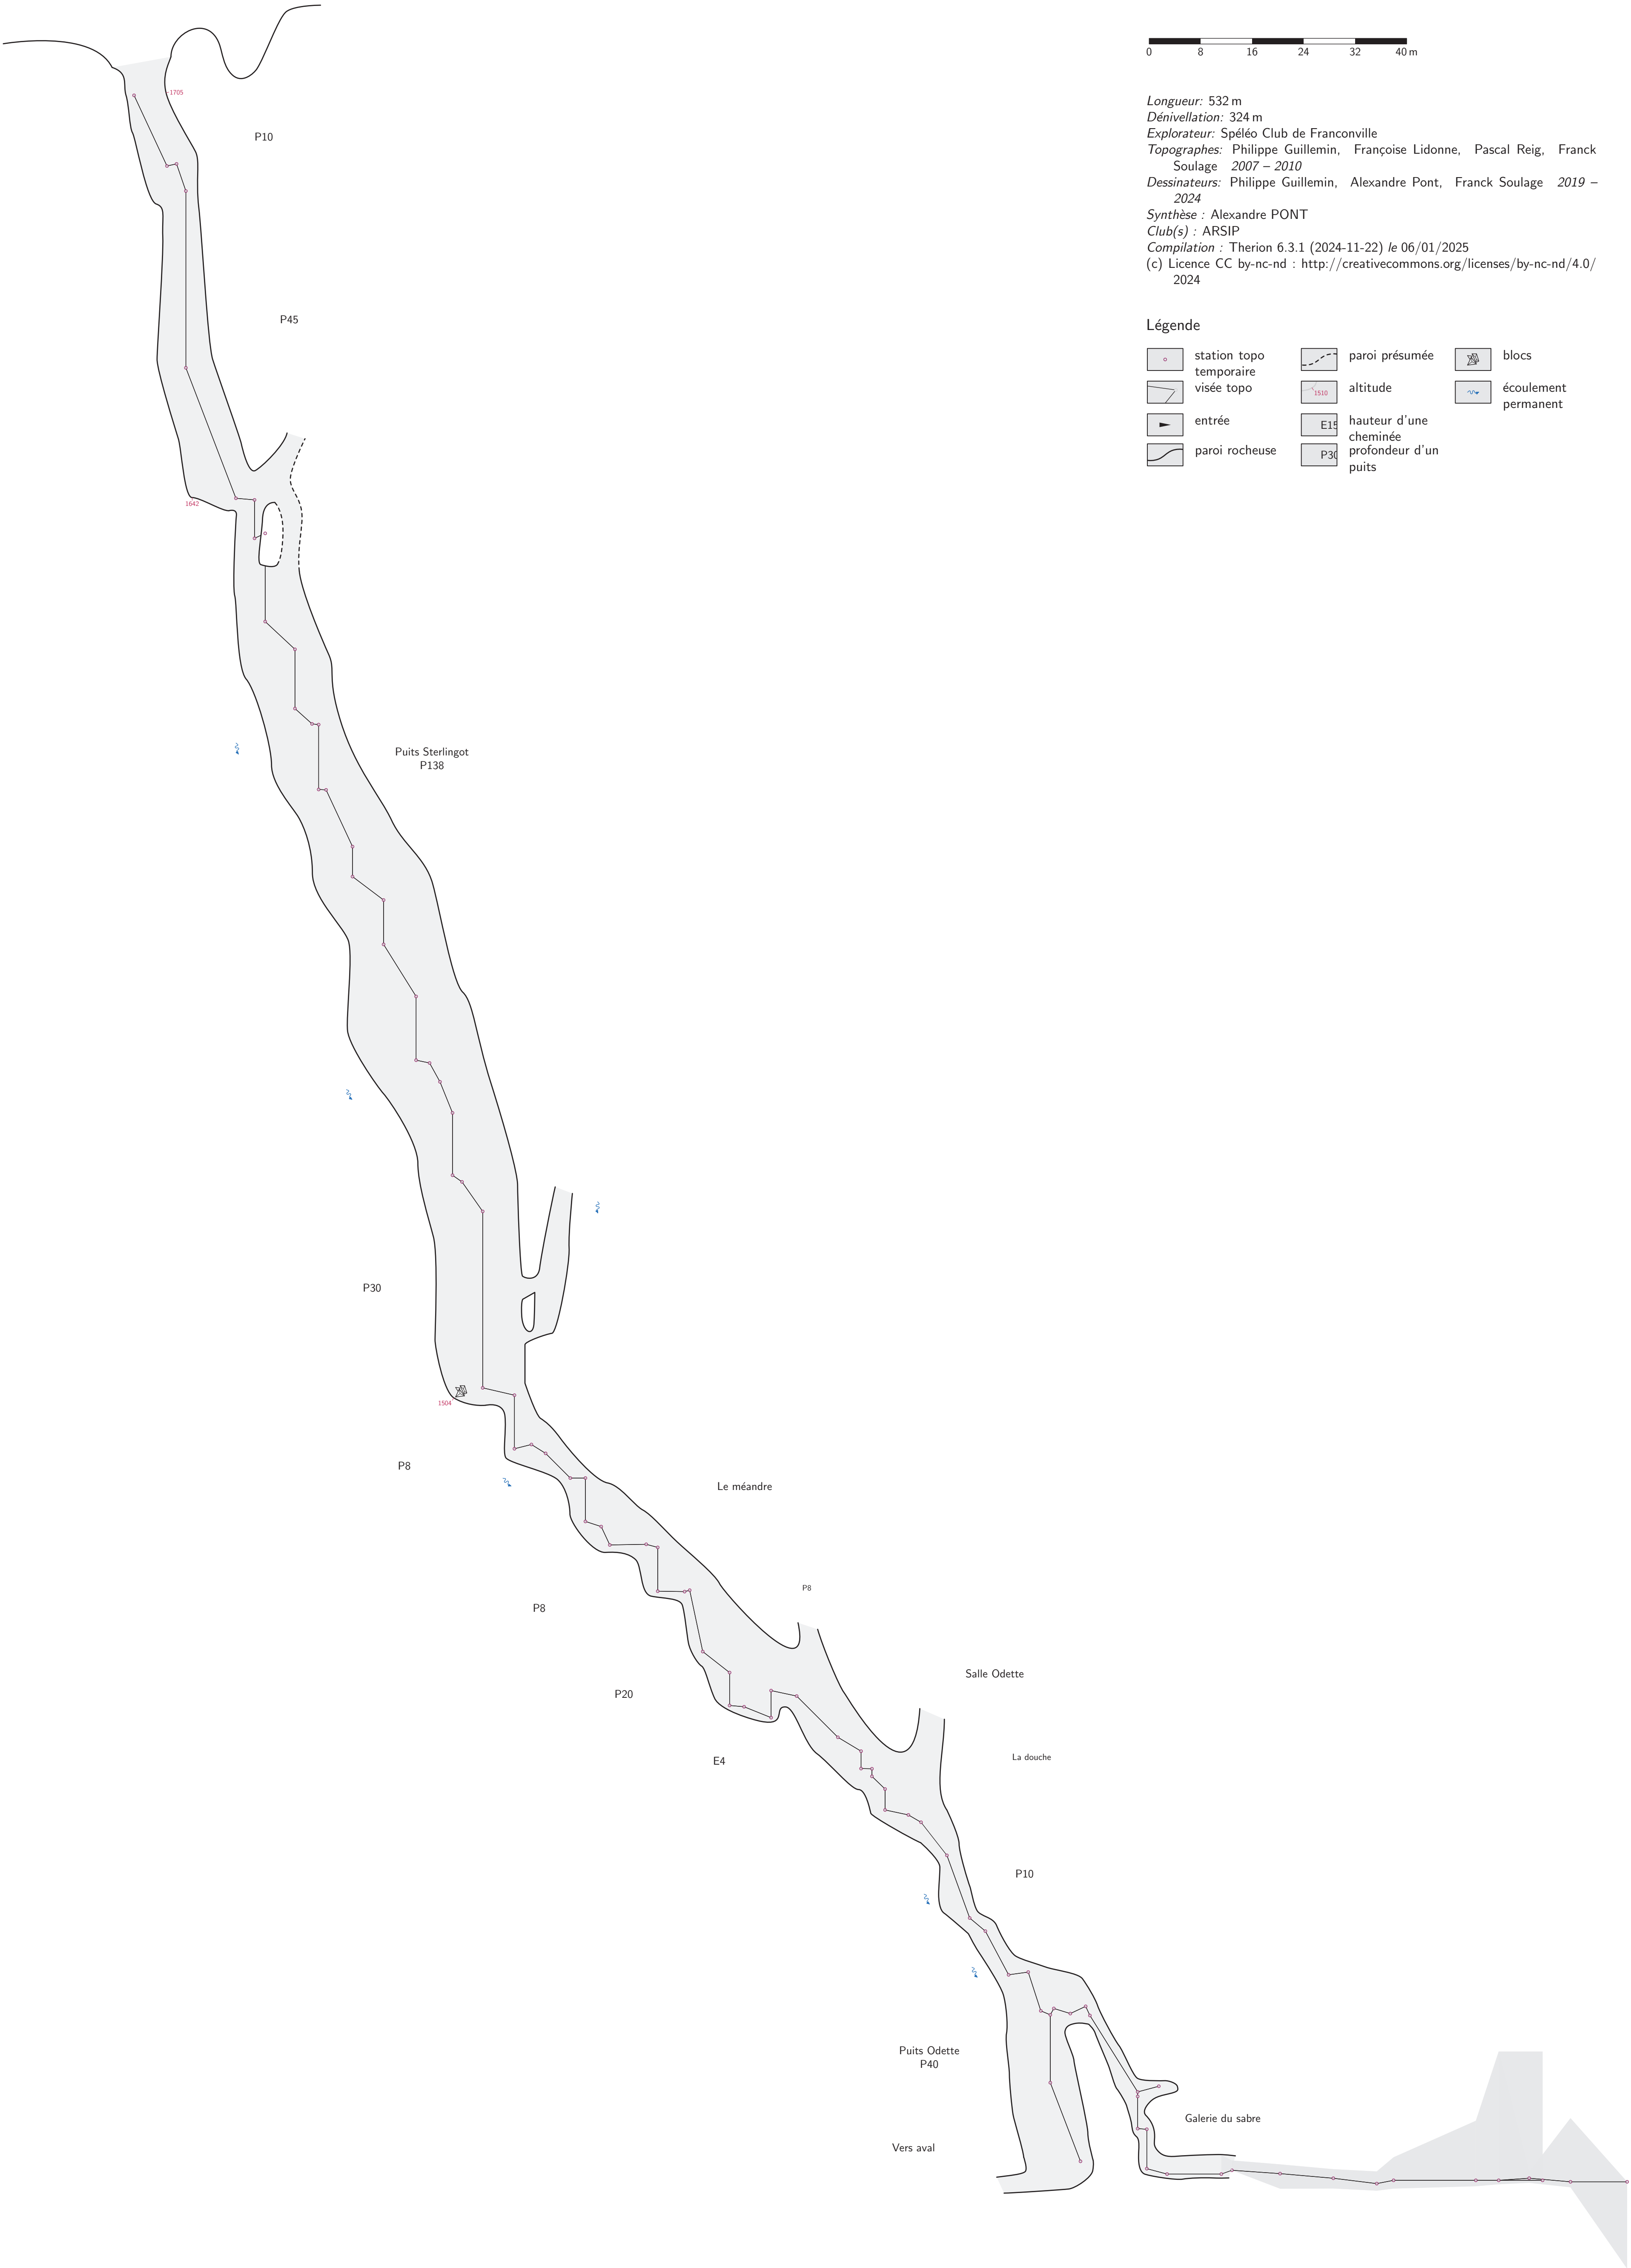 0 8 16 24 32 40 m
Longueur: 532 m
Dénivellation: 324 m
Explorateur: Spéléo Club de Franconville
Topographes: Philippe Guillemin, Françoise Lidonne, Pascal Reig, Franck
Soulage 2007 – 2010
Dessinateurs: Philippe Guillemin, Alexandre Pont, Franck Soulage 2019 –
2024
Synthèse : Alexandre PONT
Club(s) : ARSIP
Compilation : Therion 6.3.1 (2024-11-22) le 06/01/2025
(c) Licence CC by-nc-nd : http://creativecommons.org/licenses/by-nc-nd/4.0/
2024
Légende
station topo
temporaire
visée topo
entrée
paroi rocheuse
paroi présumée
1510
altitude
E15
hauteur d'une
cheminée
P30
profondeur d'un
puits
blocs
écoulement
permanent
1705
P10
P45
1642
Puits Sterlingot
P138
P30
1504
P8
Le méandre
P8
P8
Salle Odette
P20
La douche
E4
P10
Puits Odette
P40
Galerie du sabre
Vers aval